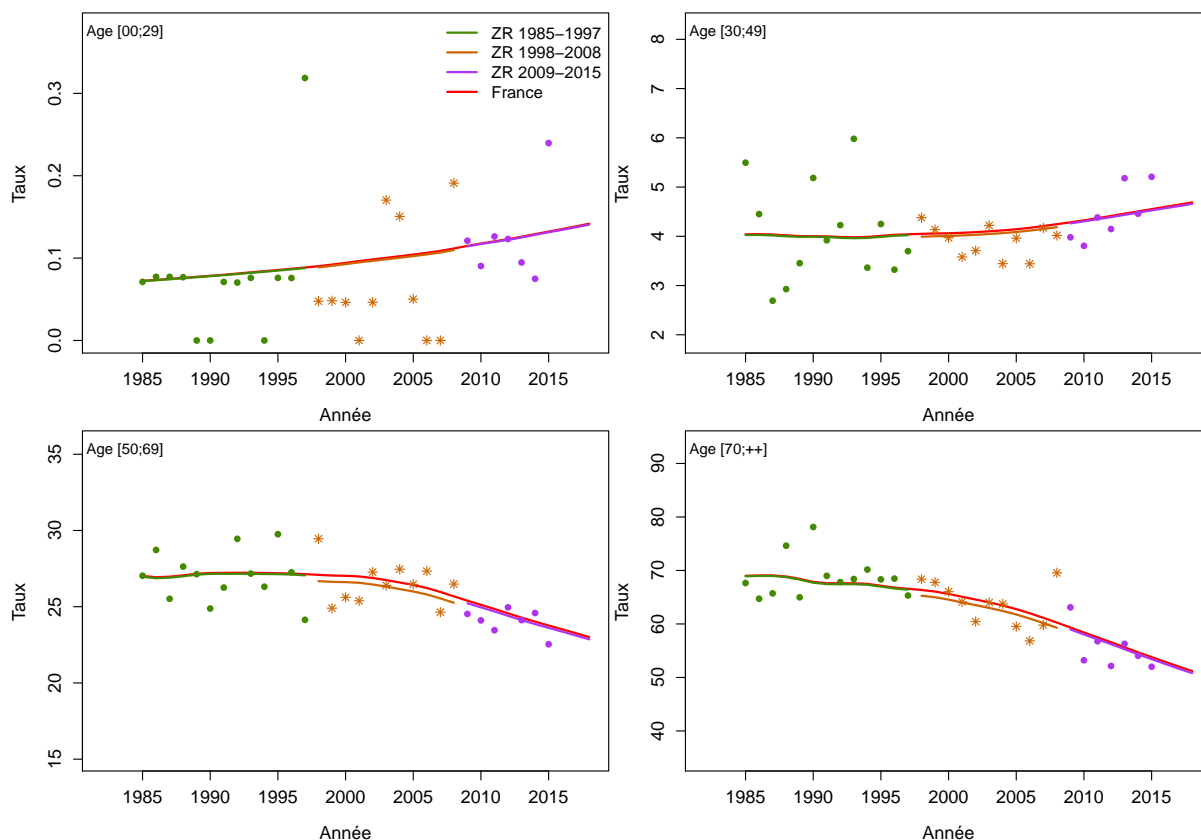 Age [00;29]
ZR 1985−1997
ZR 1998−2008
ZR 2009−2015
France
Taux
0.3
0.2
0.1
0.0
1985 1990 1995 2000 2005 2010 2015
Année
Age [30;49]
Taux
8
7
6
5
4
3
2
1985 1990 1995 2000 2005 2010 2015
Année
Age [50;69]
Taux
35
30
25
20
15
1985 1990 1995 2000 2005 2010 2015
Année
Age [70;++]
Taux
90
80
70
60
50
40
1985 1990 1995 2000 2005 2010 2015
Année